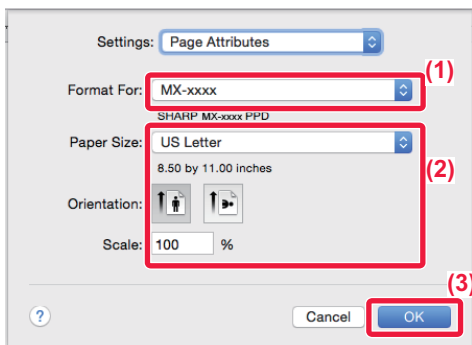 Settings: Page Attributes
(1)
Format For: MX-xxxx
SHARP MX-xxxx PPD
Paper Size: US Letter
(2)
8.50 by 11.00 inches
Orientation:
Scale: 100 %
(3)
? Cancel OK